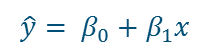 ŷ = β₀ + β₁x